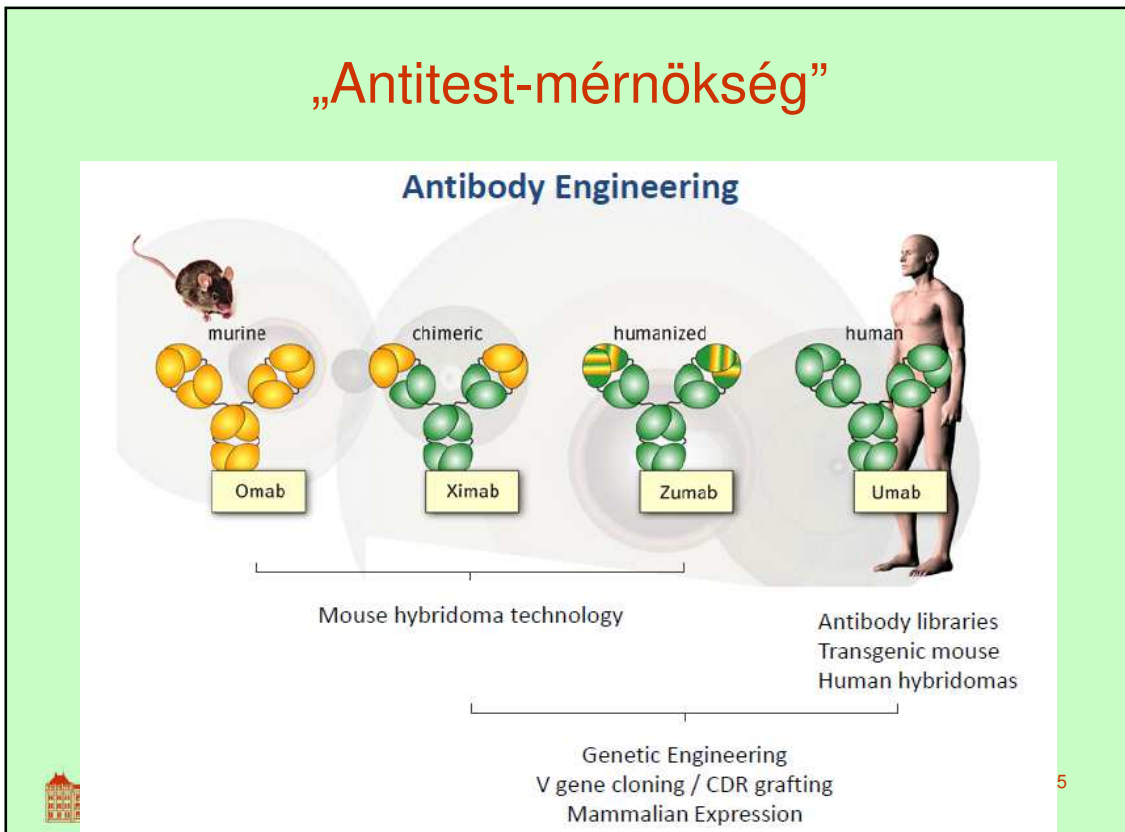 „Antitest-mérnökség”
Antibody Engineering
murine
chimeric
humanized
human
Omab
Ximab
Zumab
Umab
Mouse hybridoma technology
Antibody libraries
Transgenic mouse
Human hybridomas
Genetic Engineering
V gene cloning / CDR grafting
Mammalian Expression
5